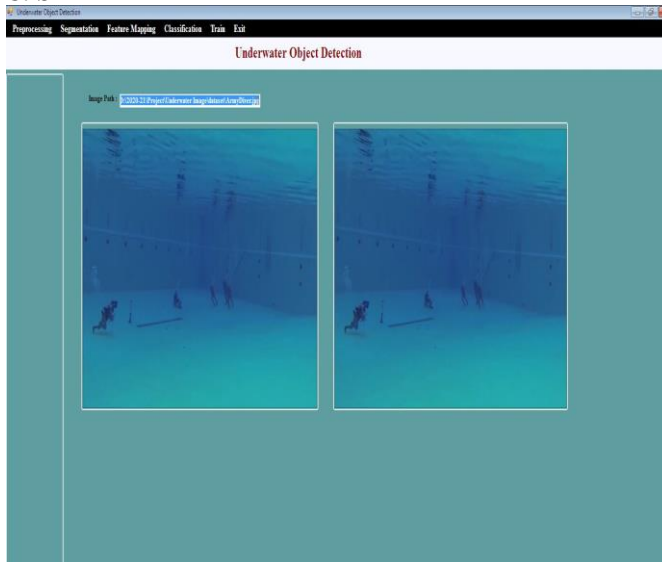 Underwater Object Detection
Preprocessing Segmentation Feature Mapping Classification Train Exit
Underwater Object Detection
Image Path :